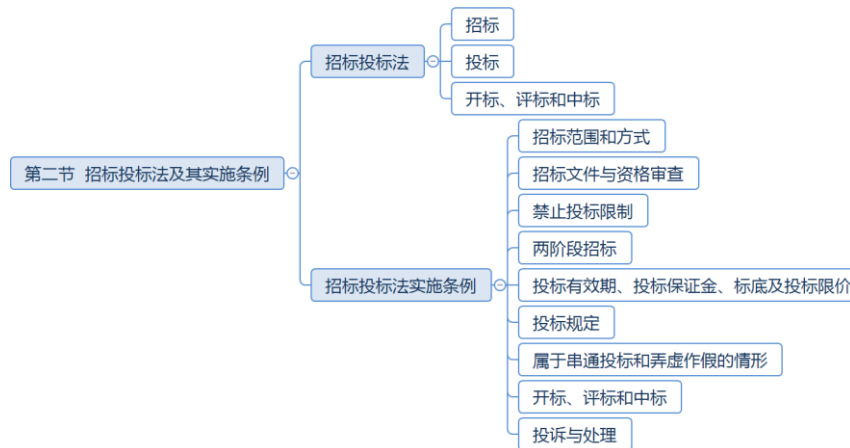 第二节 招标投标法及其实施条例
招标投标法
招标
投标
开标、评标和中标
招标投标法实施条例
招标范围和方式
招标文件与资格审查
禁止投标限制
两阶段招标
投标有效期、投标保证金、标底及投标限价
投标规定
属于串通投标和弄虚作假的情形
开标、评标和中标
投诉与处理